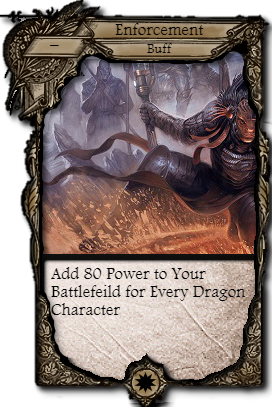 Enforcement
–
Buff
Add 80 Power to Your
Battlefeild for Every Dragon
Character